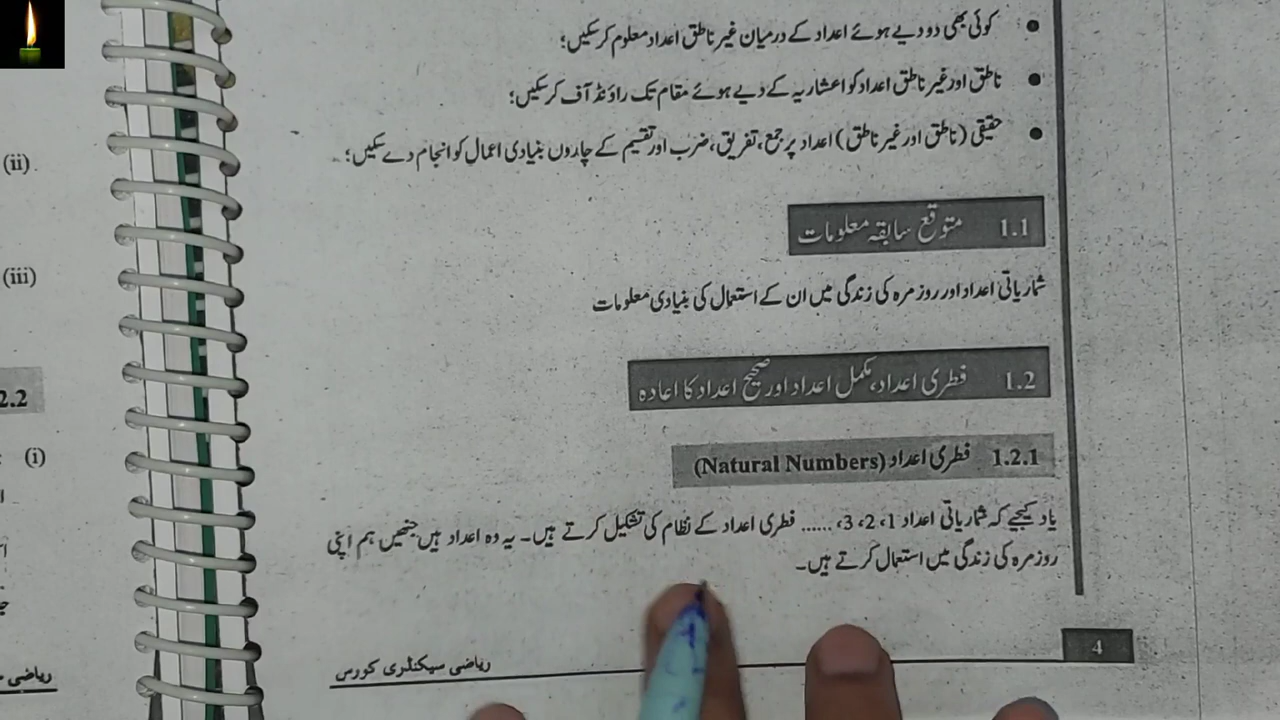 ● کوئی بھی دو دیے ہوئے اعداد کے درمیان غیر ناطق اعداد معلوم کر سکیں؛
● ناطق اور غیر ناطق اعداد کو اعشاریہ کے دیے ہوئے مقام تک راؤنڈ آف کر سکیں؛
● حقیقی (ناطق اور غیر ناطق) اعداد پر جمع، تفریق، ضرب اور تقسیم کے چاروں بنیادی اعمال کو انجام دے سکیں؛
1.1 متوقع سابقہ معلومات
شماریاتی اعداد اور روزمرہ کی زندگی میں ان کے استعمال کی بنیادی معلومات
1.2 فطری اعداد، مکمل اعداد اور صحیح اعداد کا اعادہ
1.2.1 فطری اعداد (Natural Numbers)
یاد کیجیے کہ شماریاتی اعداد 1، 2، 3، ...... فطری اعداد کے نظام کی تشکیل کرتے ہیں۔ یہ وہ اعداد ہیں جنھیں ہم اپنی
روزمرہ کی زندگی میں استعمال کرتے ہیں۔
4
ریاضی سیکنڈری کورس
(ii)
(iii)
2.2
(i)
ریاضی